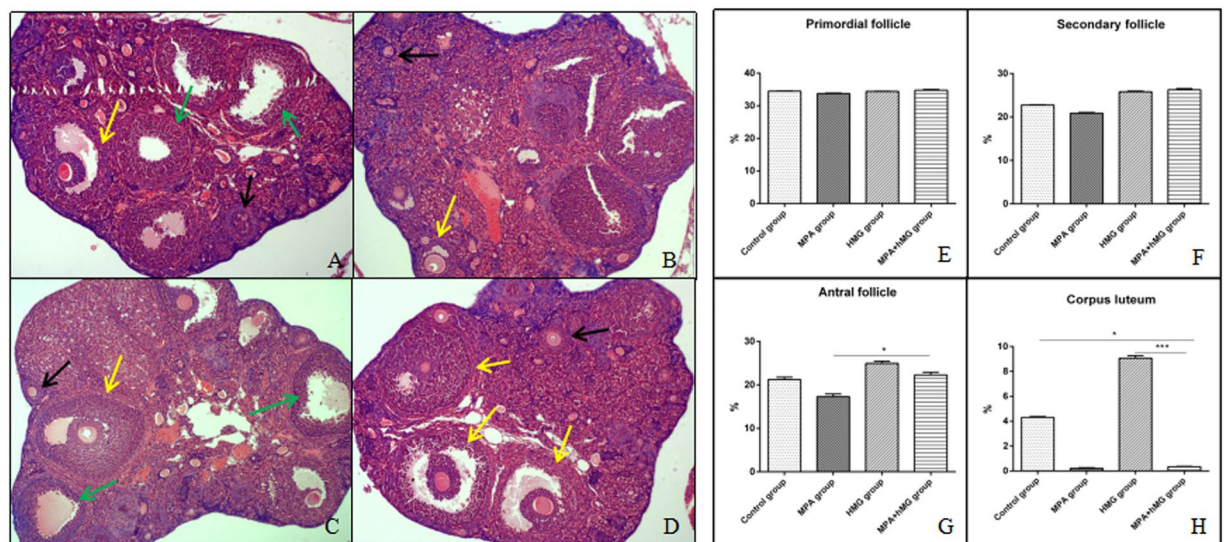 A
B
C
D
Primordial follicle
40
30
20
10
0
%
Control group
MPA group
HMG group
MPA+hMG group
E
Secondary follicle
30
20
10
0
%
Control group
MPA group
HMG group
MPA+hMG group
F
Antral follicle
60
40
20
0
%
*
Control group
MPA group
HMG group
MPA+hMG group
G
Corpus luteum
10
8
6
4
2
0
%
*
***
Control group
MPA group
HMG group
MPA+hMG group
H